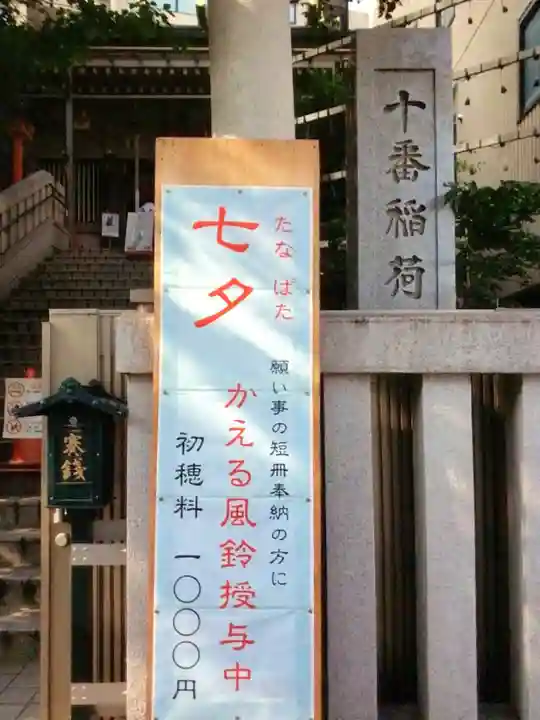 十番稲荷
たなばた
七夕
願い事の短冊奉納の方に
かえる風鈴授与中
初穂料 一〇〇〇円
賽銭